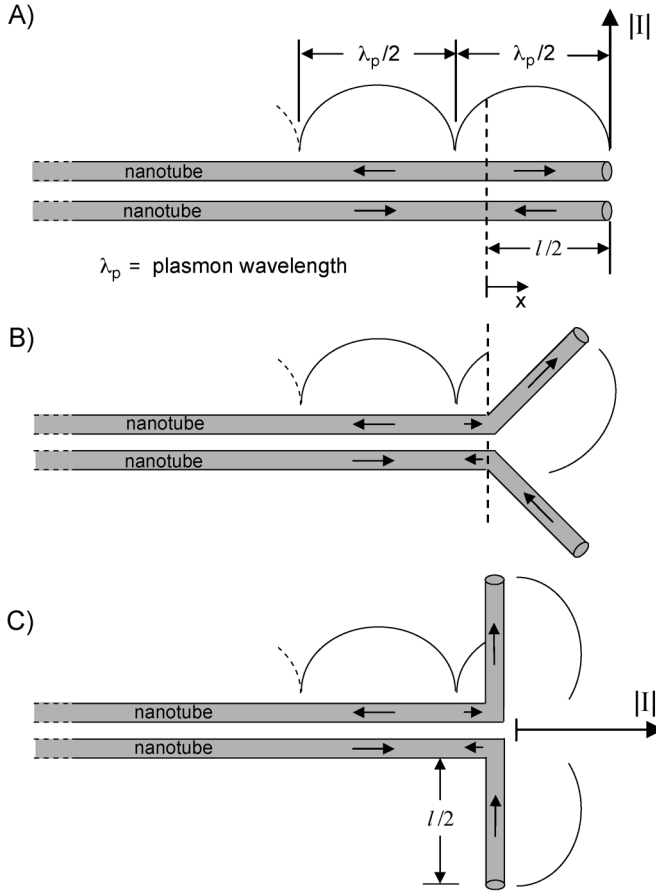 A)
|I|
λp/2
λp/2
nanotube
nanotube
l/2
λp = plasmon wavelength
x
B)
nanotube
nanotube
C)
nanotube
|I|
nanotube
l/2